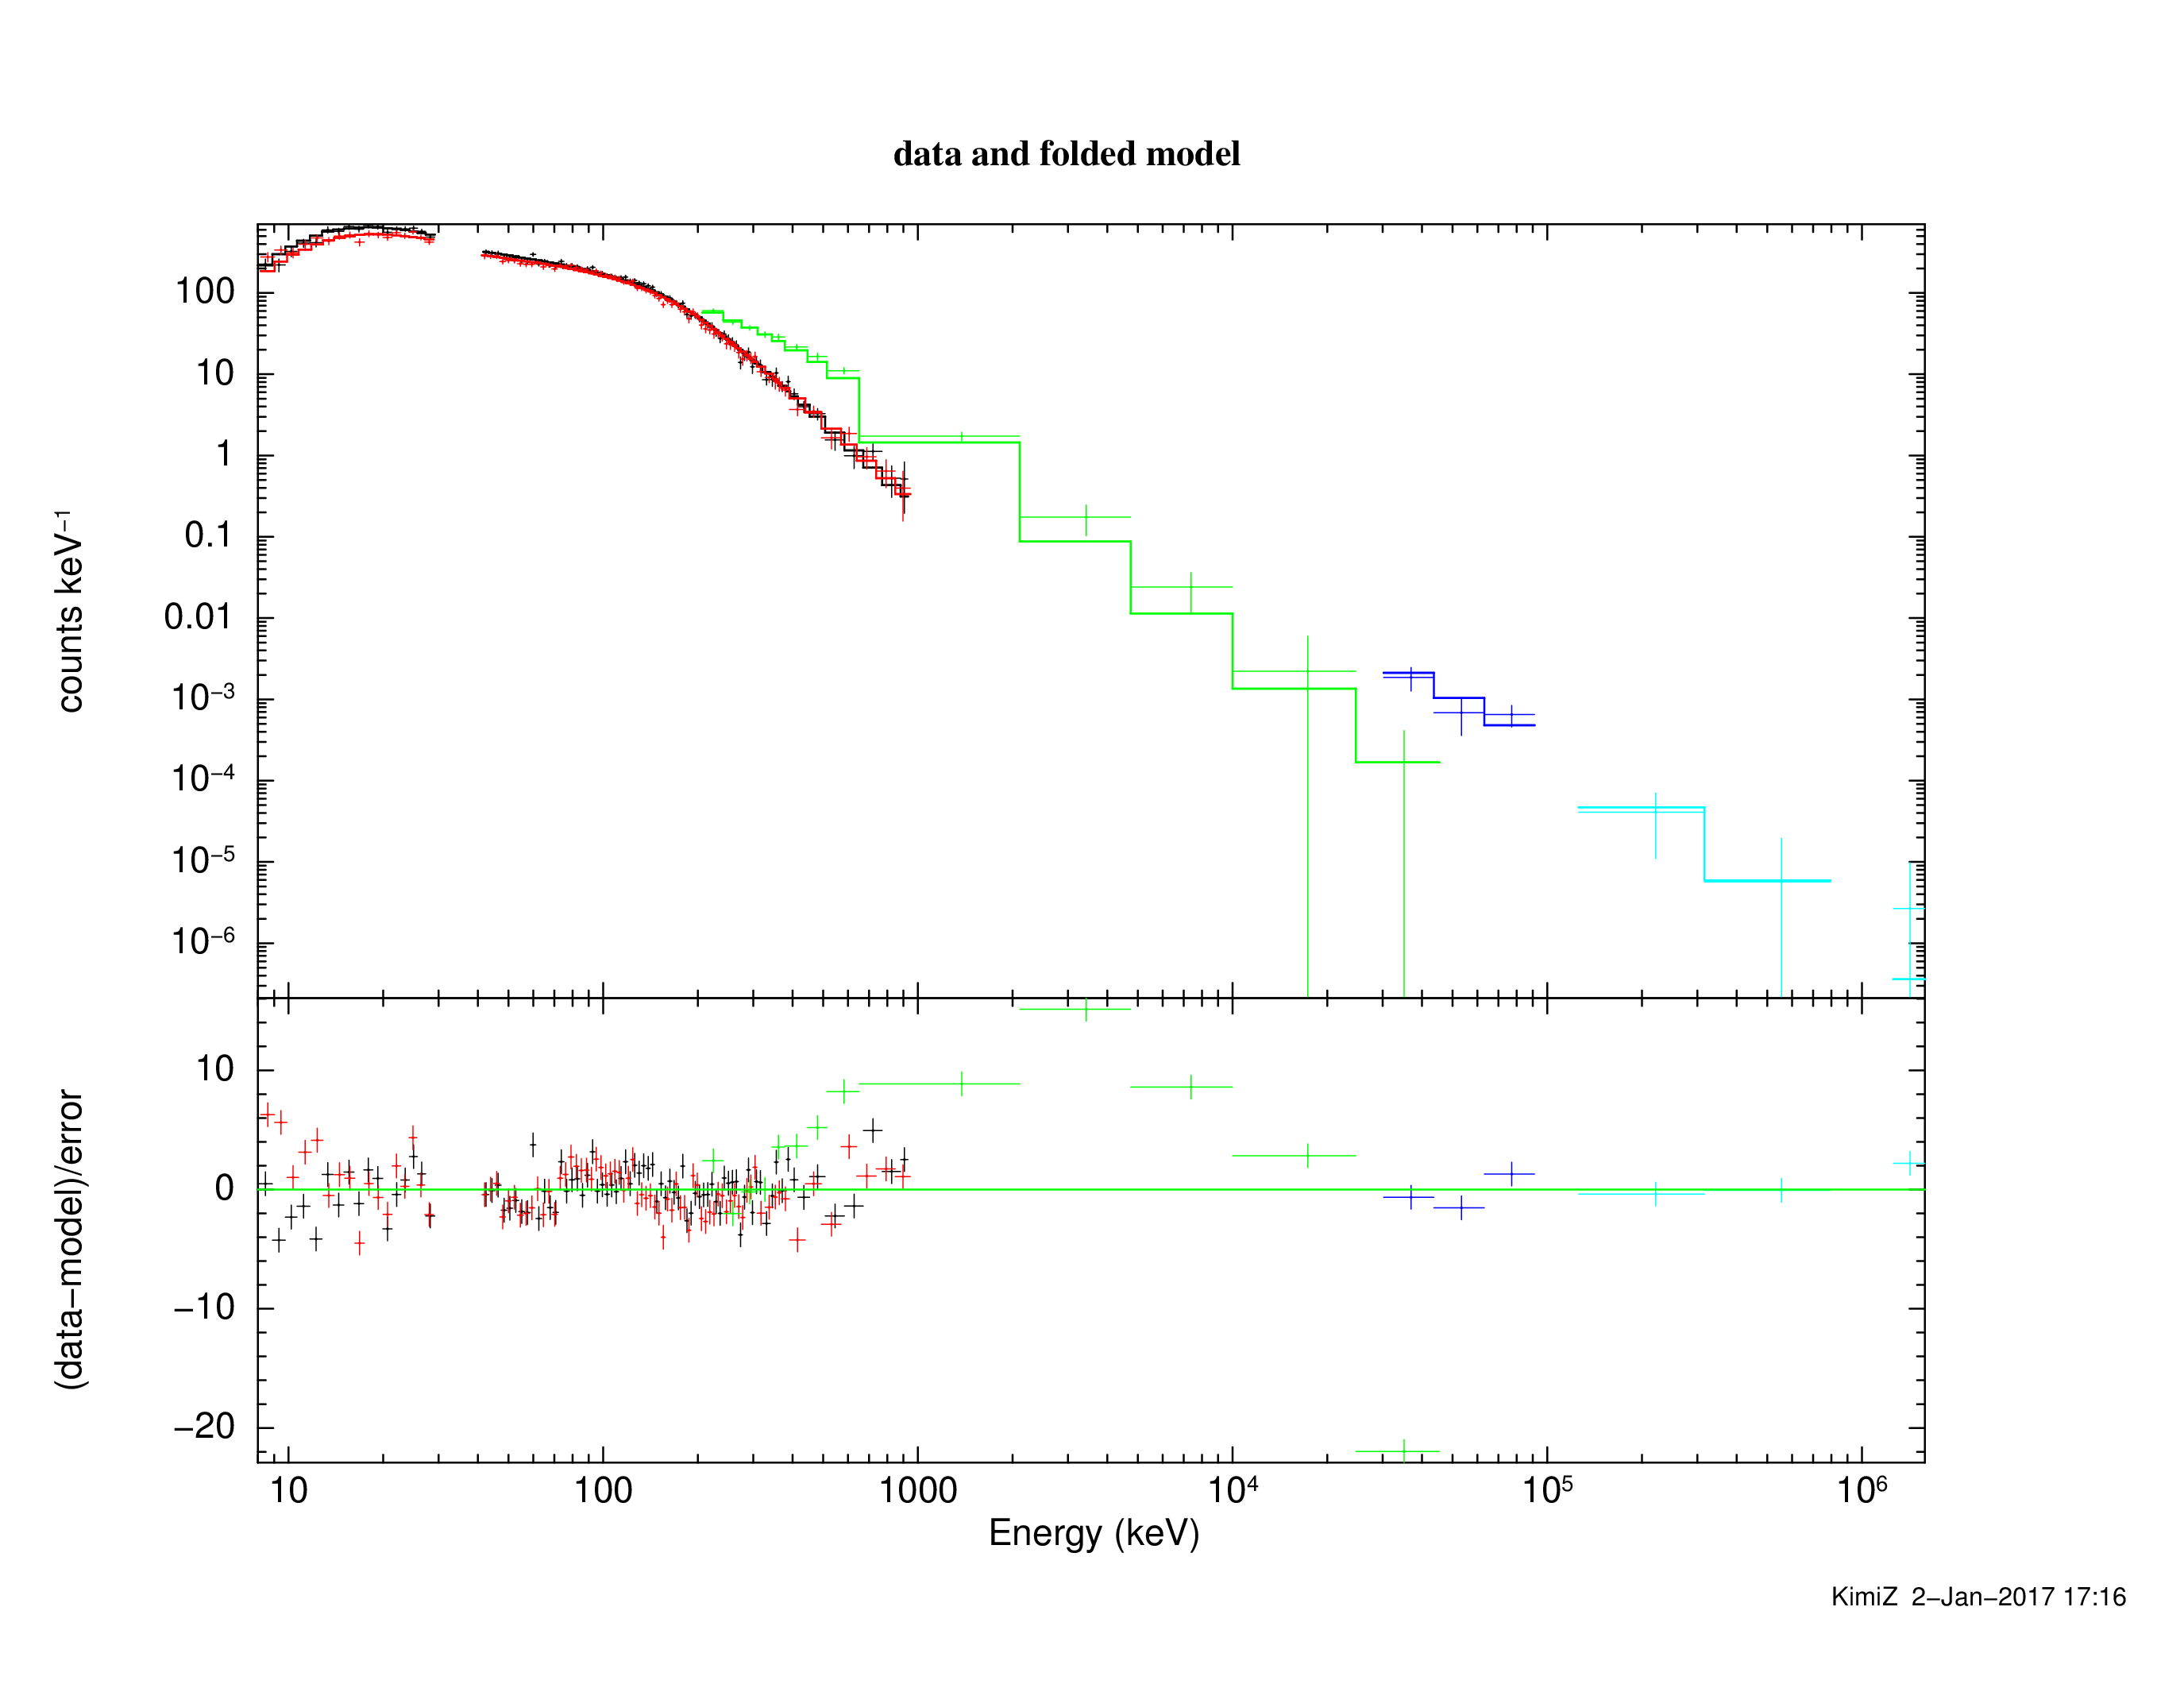 data and folded model
counts keV−1
100
10
1
0.1
0.01
10−3
10−4
10−5
10−6
(data−model)/error
10
0
−10
−20
10 100 1000 104 105 106
Energy (keV)
KimiZ 2−Jan−2017 17:16